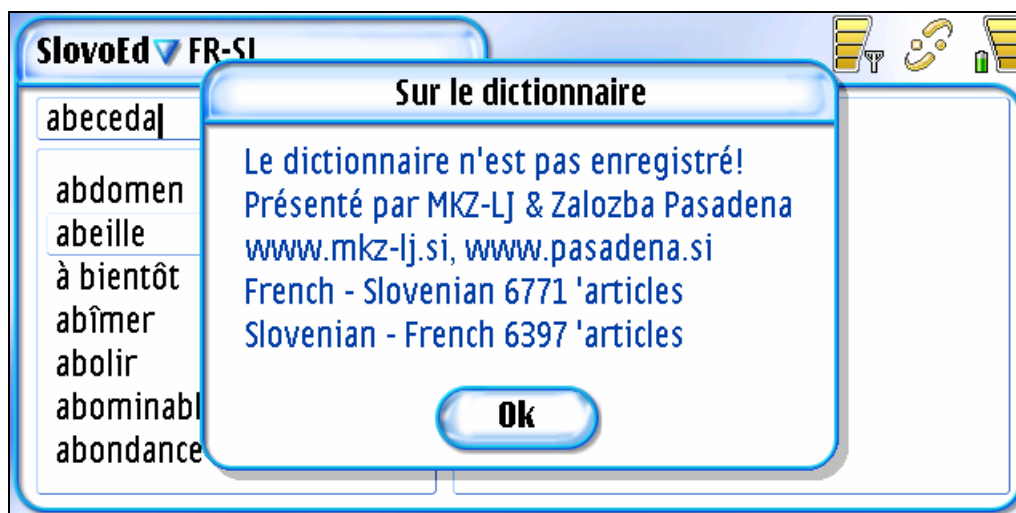 SlovoEd FR-SI
Sur le dictionnaire
abeceda
Le dictionnaire n'est pas enregistré!
Présenté par MKZ-LJ & Zalozba Pasadena
www.mkz-lj.si, www.pasadena.si
French - Slovenian 6771 'articles
Slovenian - French 6397 'articles
Ok
abdomen
abeille
à bientôt
abîmer
abolir
abominabl
abondance